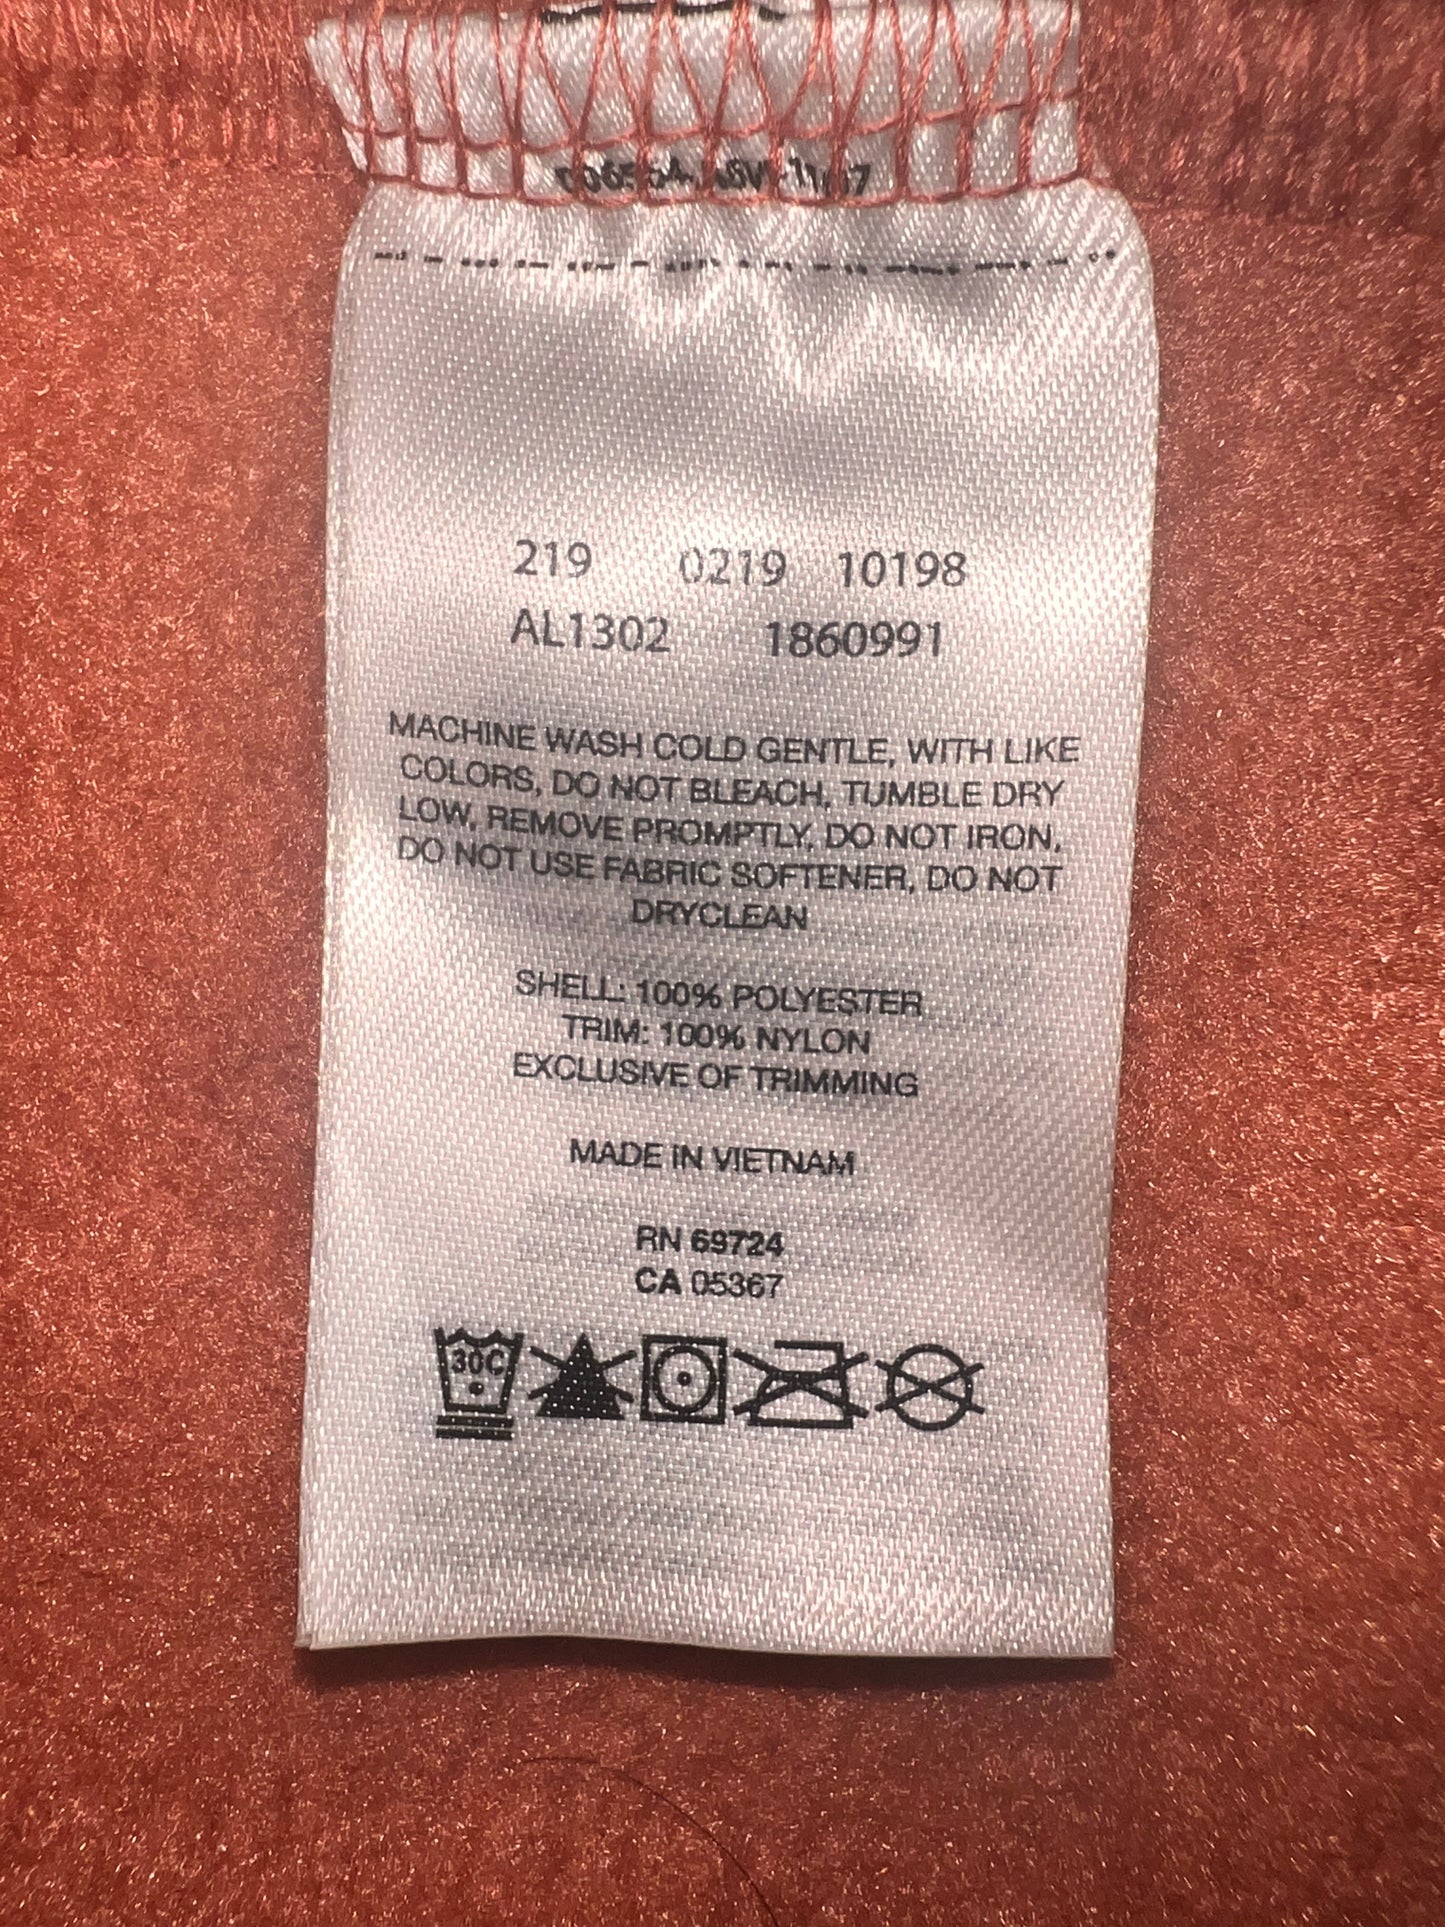 219 0219 10198
AL1302 1860991
MACHINE WASH COLD GENTLE, WITH LIKE
COLORS, DO NOT BLEACH, TUMBLE DRY
LOW, REMOVE PROMPTLY, DO NOT IRON,
DO NOT USE FABRIC SOFTENER, DO NOT
DRYCLEAN
SHELL: 100% POLYESTER
TRIM: 100% NYLON
EXCLUSIVE OF TRIMMING
MADE IN VIETNAM
RN 69724
CA 05367
30C